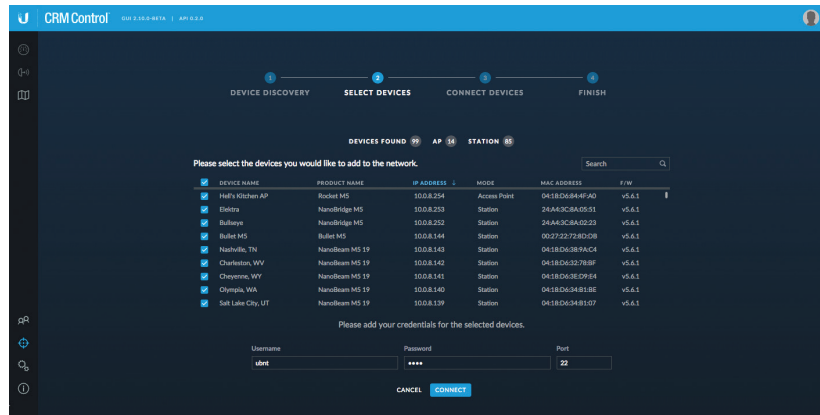 CRM Control GUI 2.10.0-BETA | API 0.2.0
1 2 3 4
DEVICE DISCOVERY SELECT DEVICES CONNECT DEVICES FINISH
DEVICES FOUND 99 AP 14 STATION 85
Please select the devices you would like to add to the network. Search
DEVICE NAME PRODUCT NAME IP ADDRESS ↓ MODE MAC ADDRESS F/W
Hell's Kitchen AP Rocket M5 10.0.8.254 Access Point 04:18:D6:84:4F:A0 v5.6.1
Elektra NanoBridge M5 10.0.8.253 Station 24:A4:3C:8A:05:51 v5.6.1
Bullseye NanoBridge M5 10.0.8.252 Station 24:A4:3C:8A:02:23 v5.6.1
Bullet M5 Bullet M5 10.0.8.144 Station 00:27:22:72:8D:DB v5.6.1
Nashville, TN NanoBeam M5 19 10.0.8.143 Station 04:18:D6:38:9A:C4 v5.6.1
Charleston, WV NanoBeam M5 19 10.0.8.142 Station 04:18:D6:32:78:BF v5.6.1
Cheyenne, WY NanoBeam M5 19 10.0.8.141 Station 04:18:D6:3E:D9:E4 v5.6.1
Olympia, WA NanoBeam M5 19 10.0.8.140 Station 04:18:D6:34:B1:BE v5.6.1
Salt Lake City, UT NanoBeam M5 19 10.0.8.139 Station 04:18:D6:34:B1:07 v5.6.1
Please add your credentials for the selected devices.
Username Password Port
ubnt •••• 22
CANCEL CONNECT